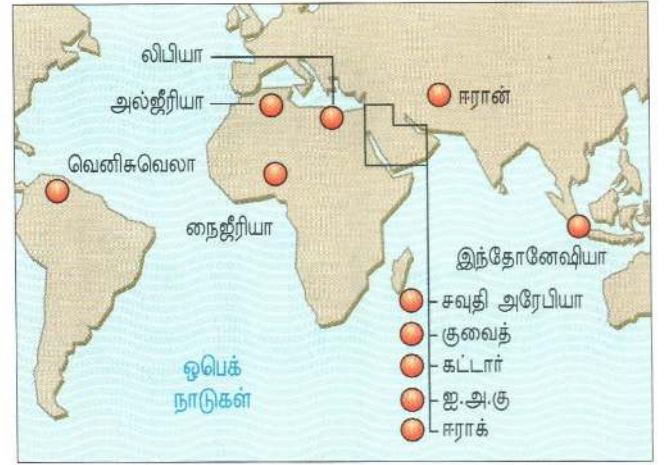 லிபியா
அல்ஜீரியா
ஈரான்
வெனிசுவெலா
நைஜீரியா
இந்தோனேஷியா
சவுதி அரேபியா
குவைத்
கட்டார்
ஐ.அ.கு
ஈராக்
ஒபெக்
நாடுகள்